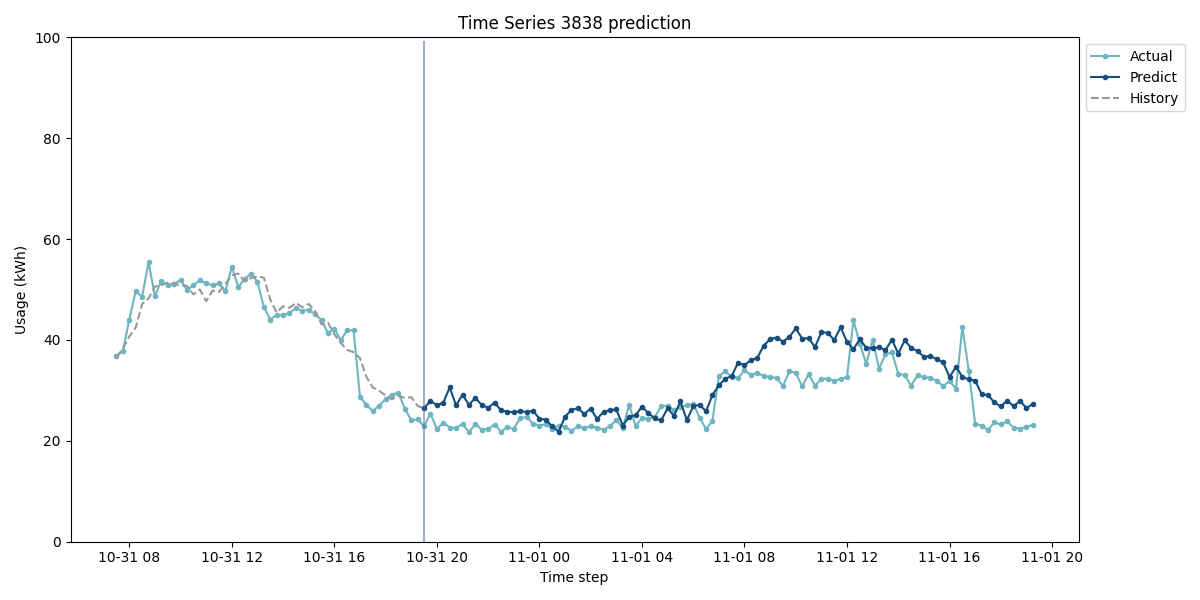 Time Series 3838 prediction
100
80
60
40
20
0
Usage (kWh)
10-31 08
10-31 12
10-31 16
10-31 20
11-01 00
11-01 04
11-01 08
11-01 12
11-01 16
11-01 20
Time step
Actual
Predict
History